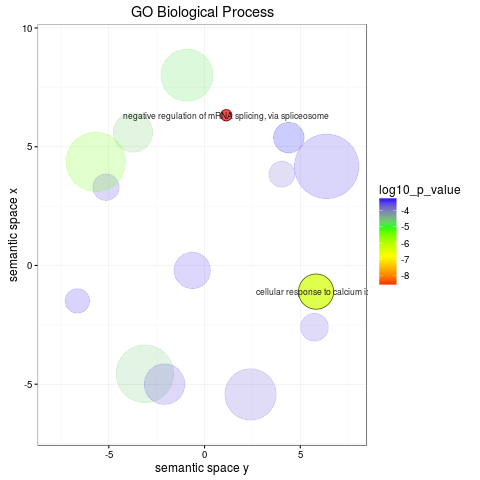 GO Biological Process
10
negative regulation of mRNA splicing, via spliceosome
5
semantic space x
0
cellular response to calcium i
-5
-5
0
5
semantic space y
log10_p_value
-4
-5
-6
-7
-8